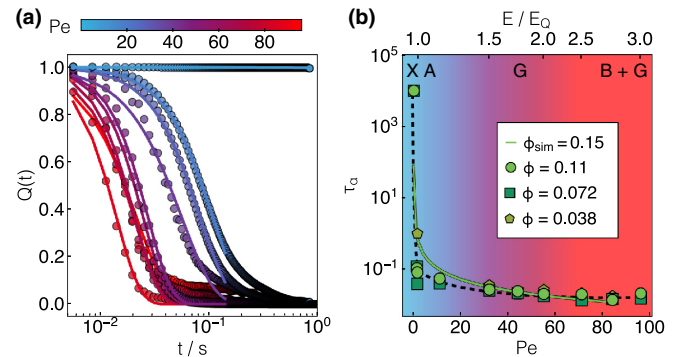 (a)
Pe
20 40 60 80
1.0
0.8
0.6
0.4
0.2
0.0
Q(t)
10⁻² 10⁻¹ 10⁰
t / s
(b)
E / E_Q
1.0 1.5 2.0 2.5 3.0
X A G B + G
10⁵
10³
10¹
10⁻¹
τ_α
ϕ_sim = 0.15
ϕ = 0.11
ϕ = 0.072
ϕ = 0.038
0 20 40 60 80 100
Pe